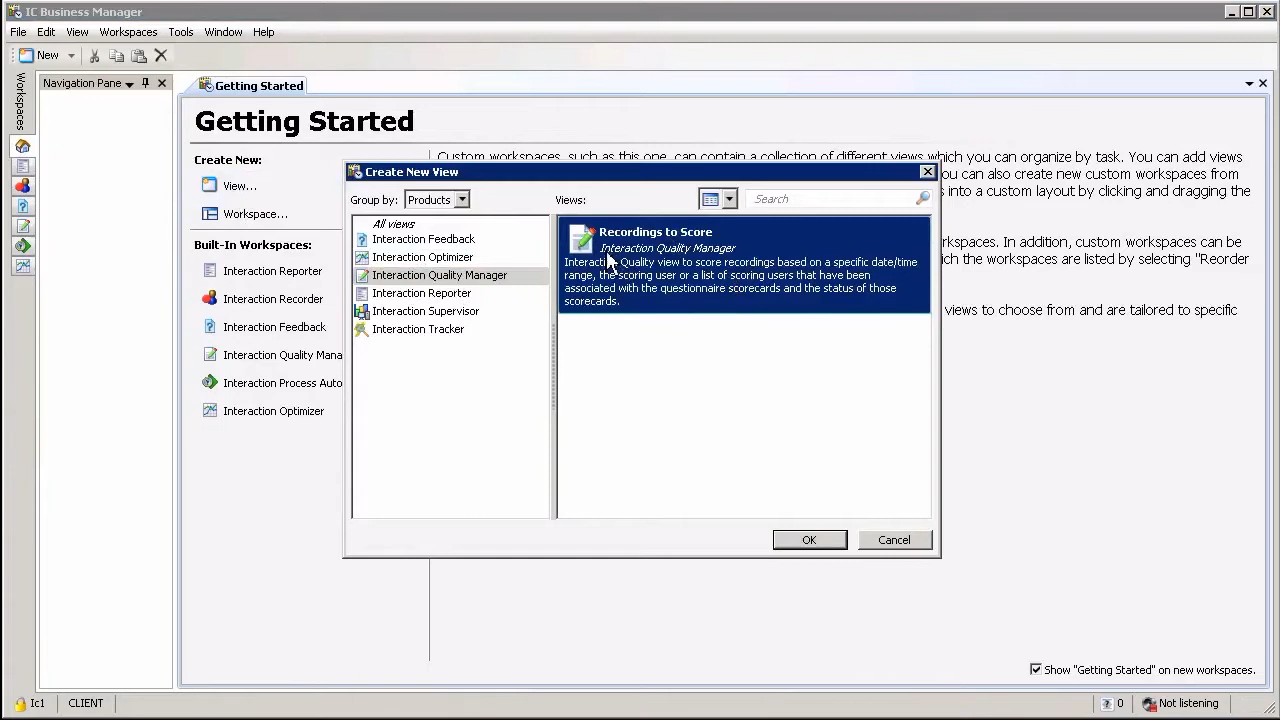 IC Business Manager
File Edit View Workspaces Tools Window Help
New
Workspaces
Navigation Pane
Getting Started
Getting Started
Create New:
View...
Workspace...
Built-In Workspaces:
Interaction Reporter
Interaction Recorder
Interaction Feedback
Interaction Quality Mana
Interaction Process Auto
Interaction Optimizer
Custom workspaces, such as this one, can contain a collection of different views which you can organize by task. You can add views
ou can also create new custom workspaces from
into a custom layout by clicking and dragging the
rkspaces. In addition, custom workspaces can be
ich the workspaces are listed by selecting "Reorder
views to choose from and are tailored to specific
Create New View
Group by: Products
Views:
Search
All views
Interaction Feedback
Interaction Optimizer
Interaction Quality Manager
Interaction Reporter
Interaction Supervisor
Interaction Tracker
Recordings to Score
Interaction Quality Manager
Interaction Quality view to score recordings based on a specific date/time
range, the scoring user or a list of scoring users that have been
associated with the questionnaire scorecards and the status of those
scorecards.
OK Cancel
Show "Getting Started" on new workspaces.
Ic1 CLIENT 0 Not listening